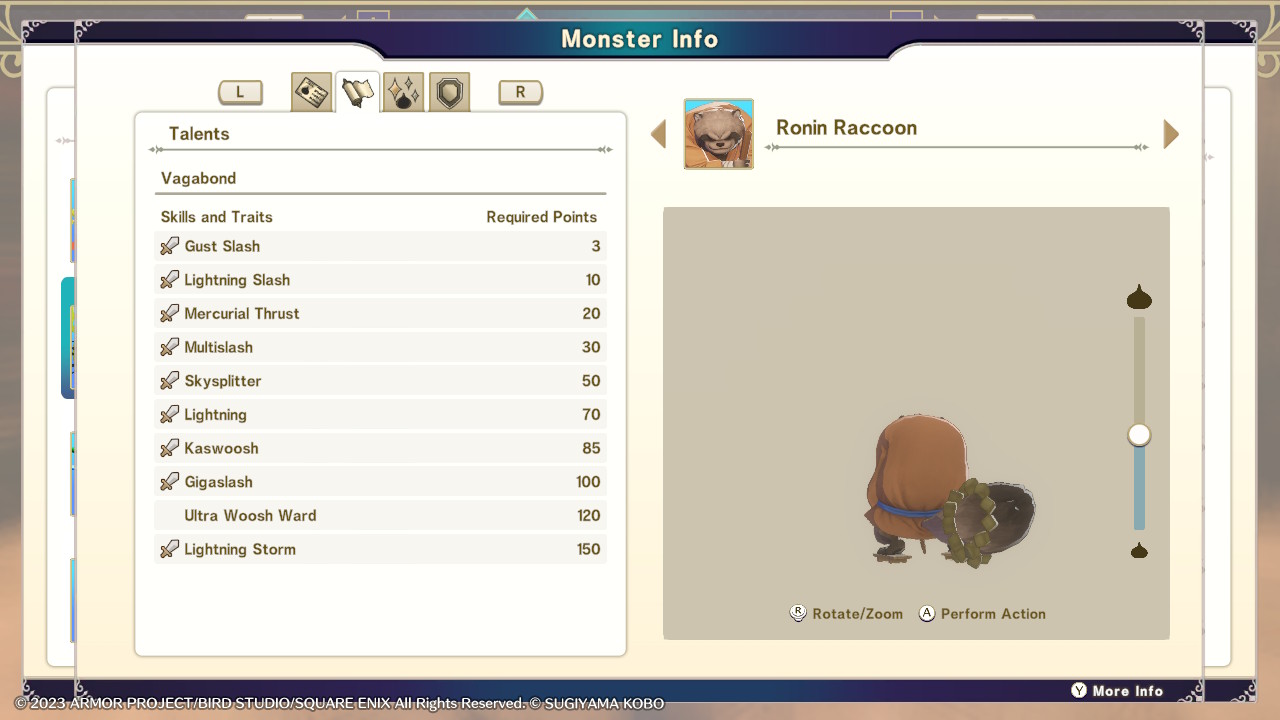 Monster Info
L
R
Talents
Vagabond
Skills and Traits Required Points
Gust Slash 3
Lightning Slash 10
Mercurial Thrust 20
Multislash 30
Skysplitter 50
Lightning 70
Kaswoosh 85
Gigaslash 100
Ultra Woosh Ward 120
Lightning Storm 150
Ronin Raccoon
R Rotate/Zoom A Perform Action
Y More Info
© 2023 ARMOR PROJECT/BIRD STUDIO/SQUARE ENIX All Rights Reserved. © SUGIYAMA KOBO